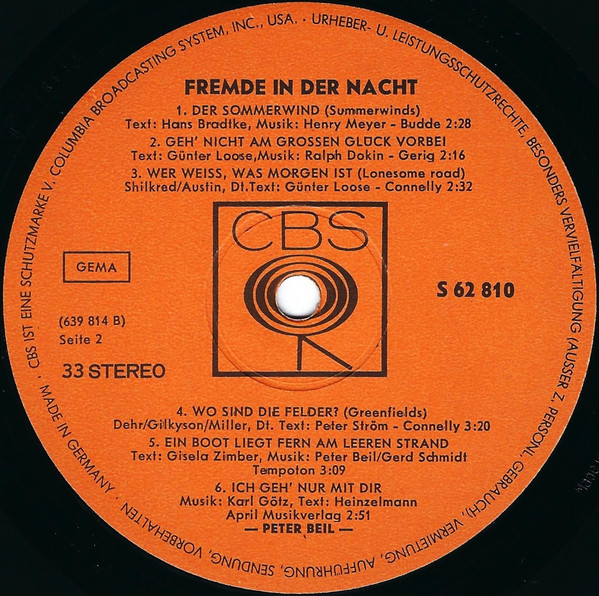 FREMDE IN DER NACHT
1. DER SOMMERWIND (Summerwinds)
Text: Hans Bradtke, Musik: Henry Meyer - Budde 2:28
2. GEH' NICHT AM GROSSEN GLUCK VORBEI
Text: Günter Loose, Musik: Ralph Dokin - Gerig 2:16
3. WER WEISS, WAS MORGEN IST (Lonesome road)
Shilkred/Austin, Dt.Text: Günter Loose - Connelly 2:32
CBS
GEMA
S 62 810
(639 814 B)
Seite 2
33 STEREO
4. WO SIND DIE FELDER? (Greenfields)
Dehr/Gilkyson/Miller, Dt. Text: Peter Ström - Connelly 3:20
5. EIN BOOT LIEGT FERN AM LEEREN STRAND
Text: Gisela Zimber, Musik: Peter Beil/Gerd Schmidt
Tempoton 3:09
6. ICH GEH' NUR MIT DIR
Musik: Karl Götz, Text: Heinzelmann
April Musikverlag 2:51
— PETER BEIL —
CBS IST EINE SCHUTZMARKE V. COLUMBIA BROADCASTING SYSTEM, INC., USA. · URHEBER- U. LEISTUNGSSCHUTZRECHTE, BESONDERS VERVIELFÄLTIGUNG (AUSSER Z. PERSÖNL. GEBRAUCH), VERMIETUNG, AUFFÜHRUNG, SENDUNG, VORBEHALTEN · MADE IN GERMANY ·